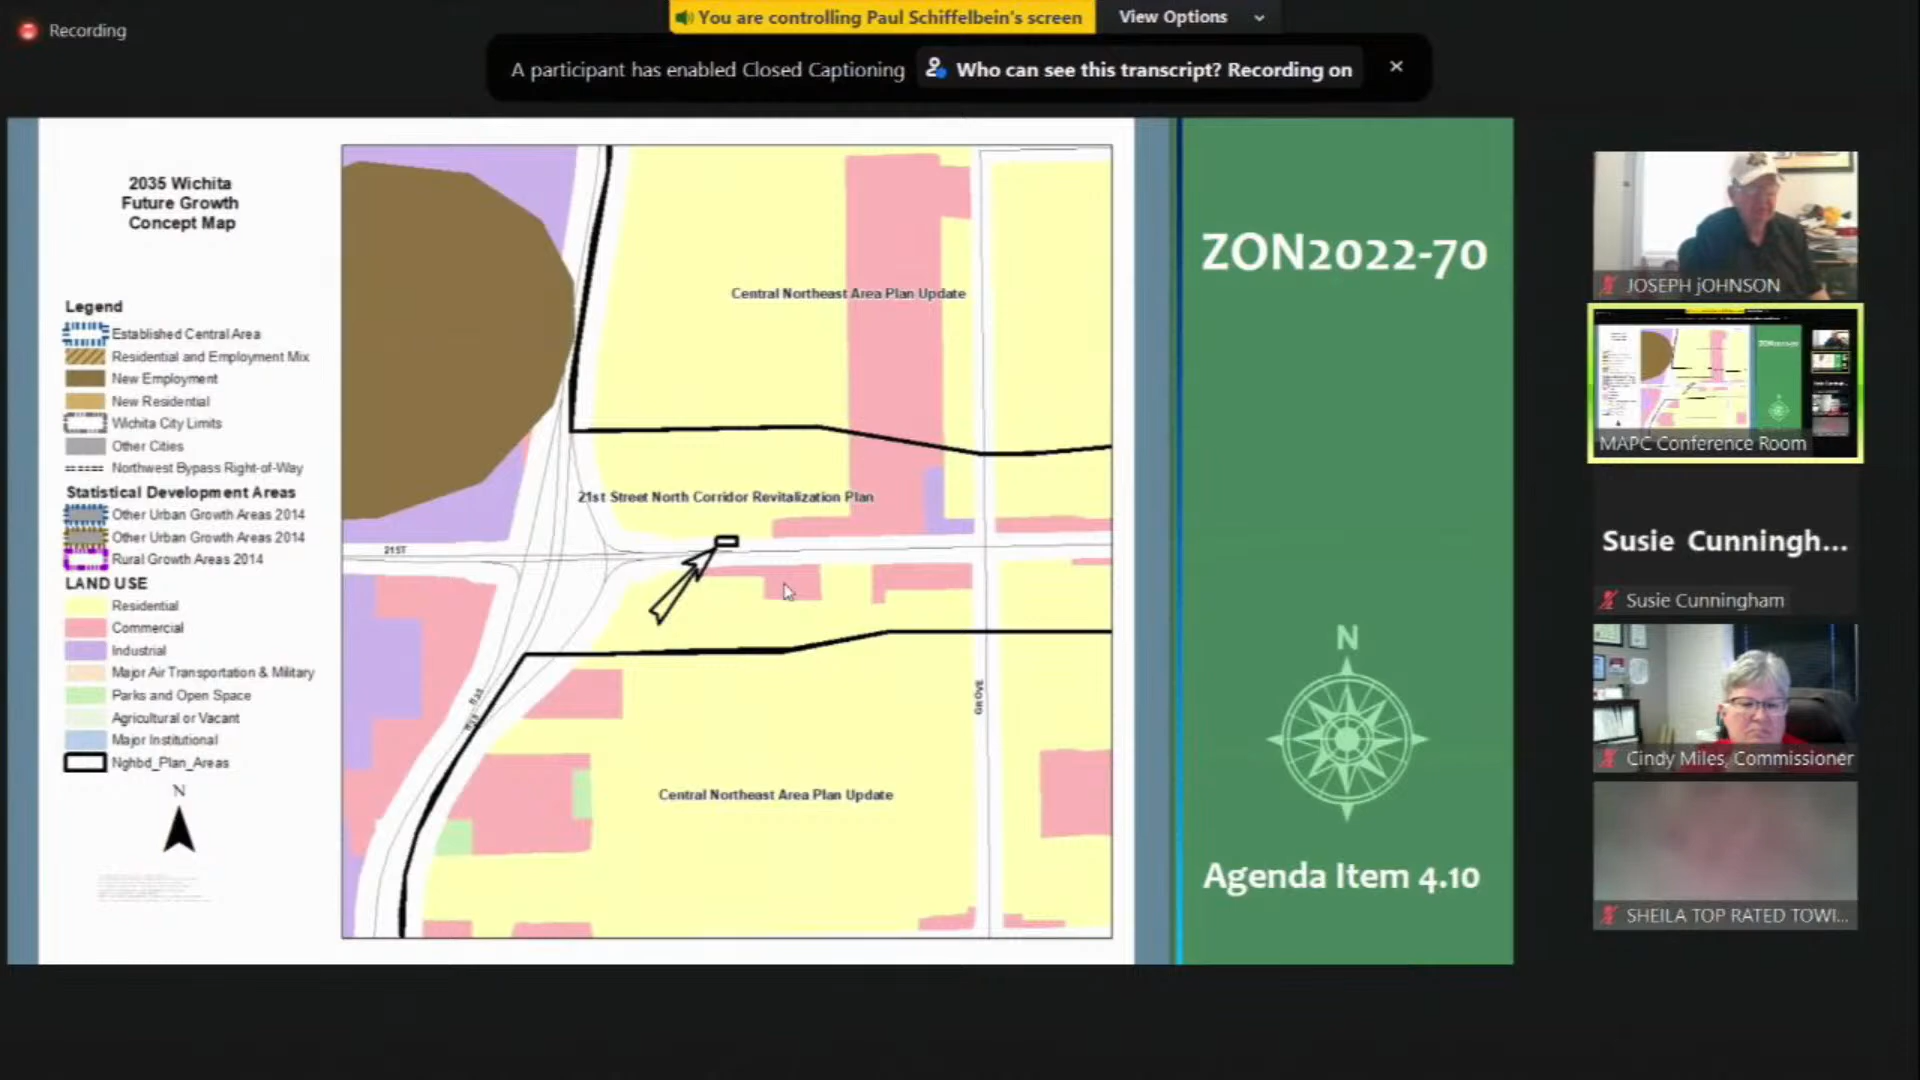 Recording
You are controlling Paul Schiffelbein's screen
View Options
A participant has enabled Closed Captioning
Who can see this transcript? Recording on
2035 Wichita
Future Growth
Concept Map
Legend
Established Central Area
Residential and Employment Mix
New Employment
New Residential
Wichita City Limits
Other Cities
Northwest Bypass Right-of-Way
Statistical Development Areas
Other Urban Growth Areas 2014
Other Urban Growth Areas 2014
Rural Growth Areas 2014
LAND USE
Residential
Commercial
Industrial
Major Air Transportation & Military
Parks and Open Space
Agricultural or Vacant
Major Institutional
Nghbd_Plan_Areas
N
Central Northeast Area Plan Update
21st Street North Corridor Revitalization Plan
21ST
GROVE
Central Northeast Area Plan Update
ZON2022-70
N
Agenda Item 4.10
JOSEPH jOHNSON
MAPC Conference Room
Susie Cunningh...
Susie Cunningham
Cindy Miles, Commissioner
SHEILA TOP RATED TOWI...